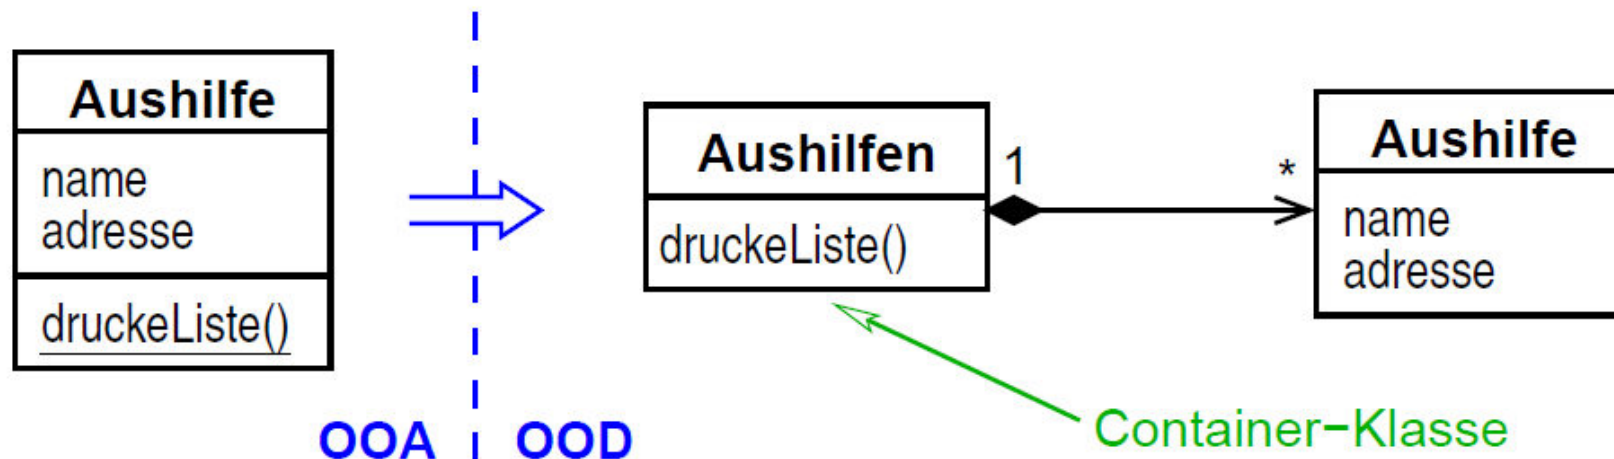 Aushilfe
name
adresse
druckeListe()
OOA
OOD
Aushilfen
druckeListe()
1
*
Aushilfe
name
adresse
Container-Klasse